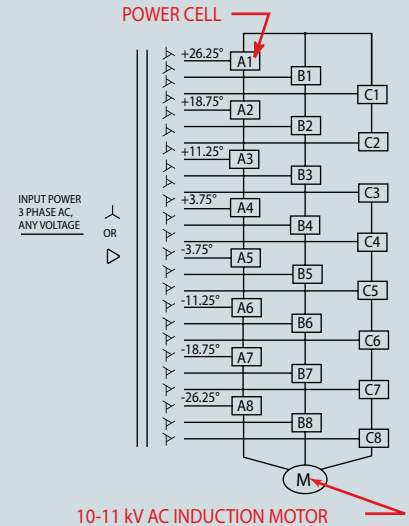 POWER CELL
+26.25°
A1
B1
C1
+18.75°
A2
B2
C2
+11.25°
A3
B3
C3
+3.75°
A4
B4
C4
-3.75°
A5
B5
C5
-11.25°
A6
B6
C6
-18.75°
A7
B7
C7
-26.25°
A8
B8
C8
INPUT POWER
3 PHASE AC,
ANY VOLTAGE
OR
M
10-11 kV AC INDUCTION MOTOR